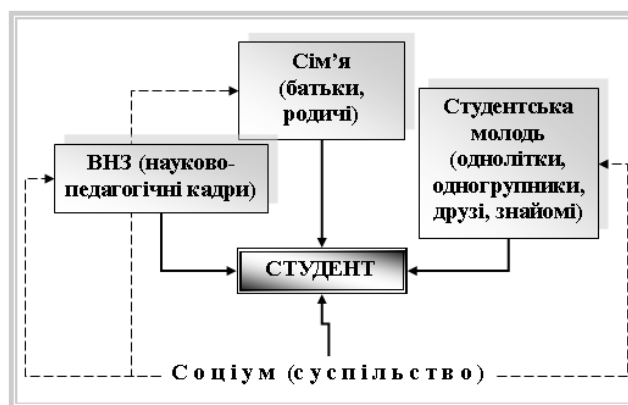 Сім’я
(батьки,
родичі)
Студентська
молодь
(однолітки,
одногрупники,
друзі, знайомі)
ВНЗ (науково-
педагогічні кадри)
СТУДЕНТ
Соціум (суспільство)